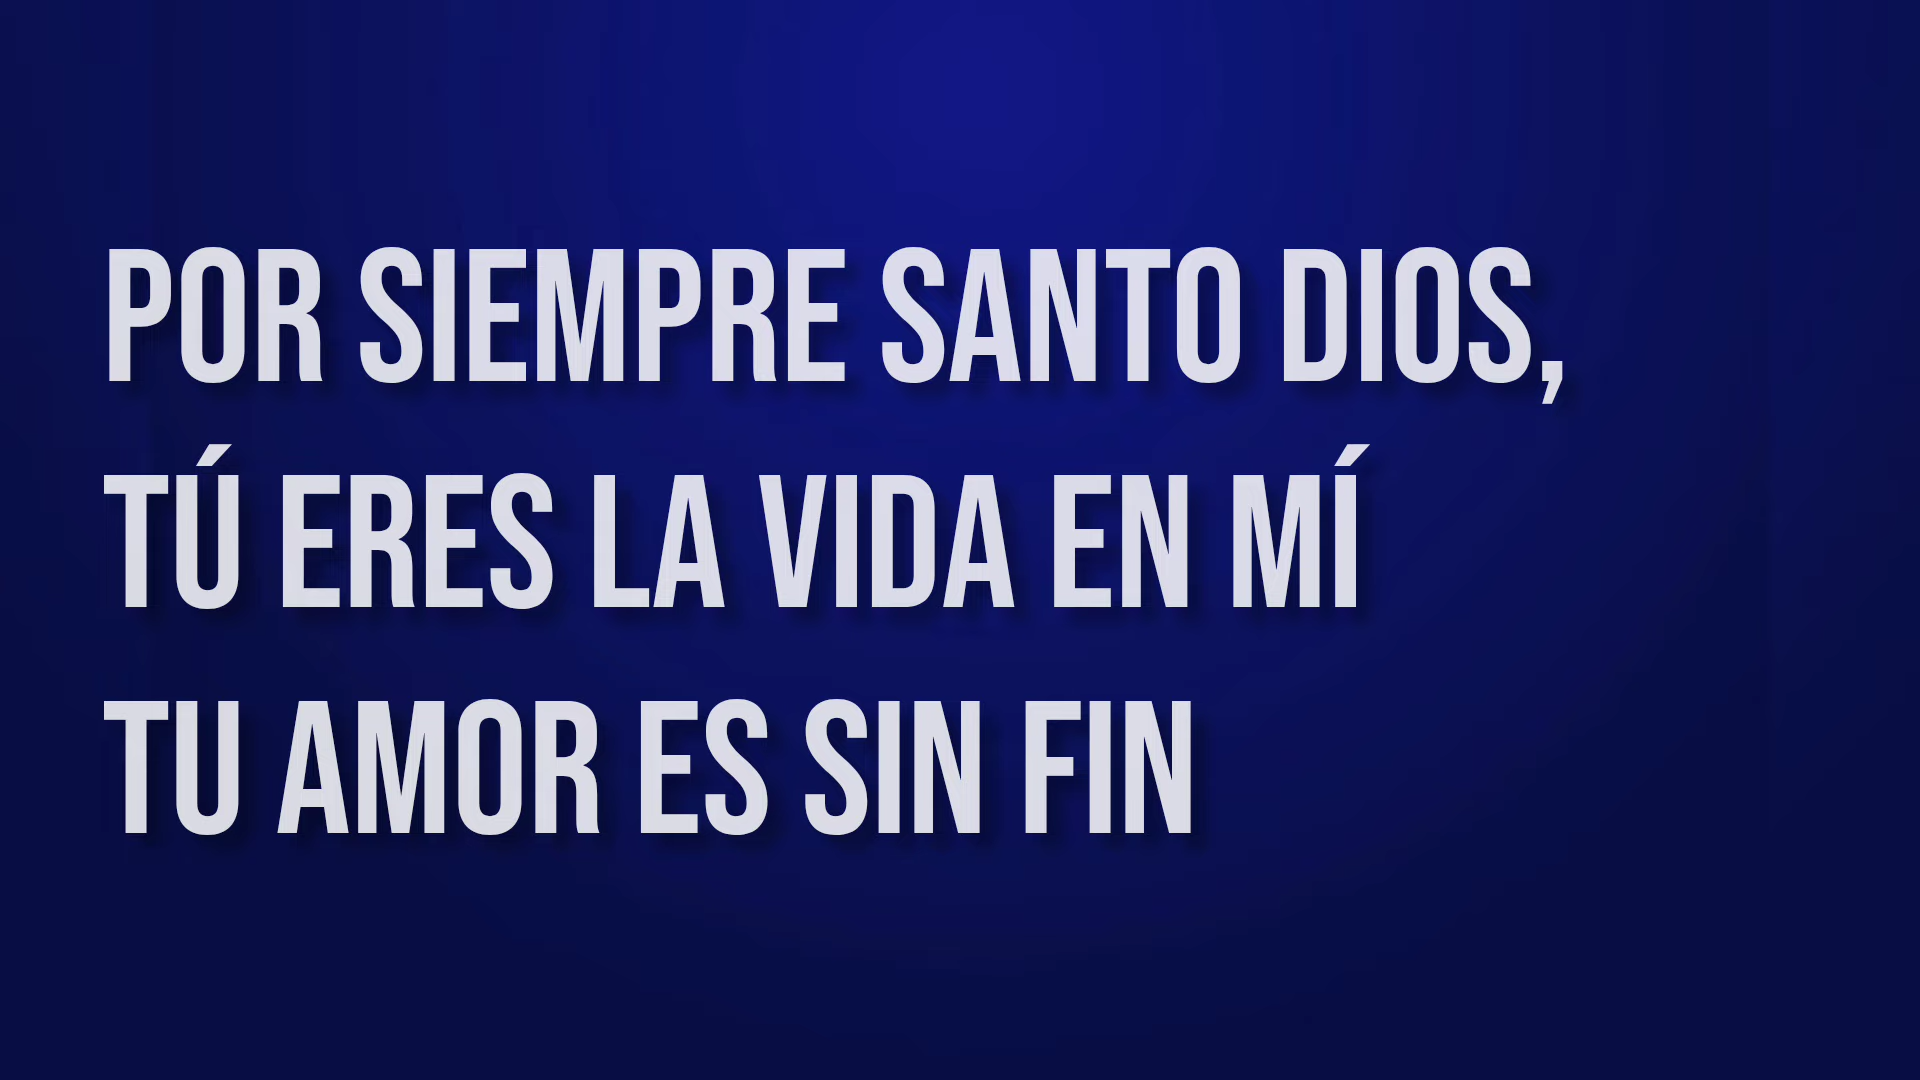 POR SIEMPRE SANTO DIOS,
TÚ ERES LA VIDA EN MÍ
TU AMOR ES SIN FIN